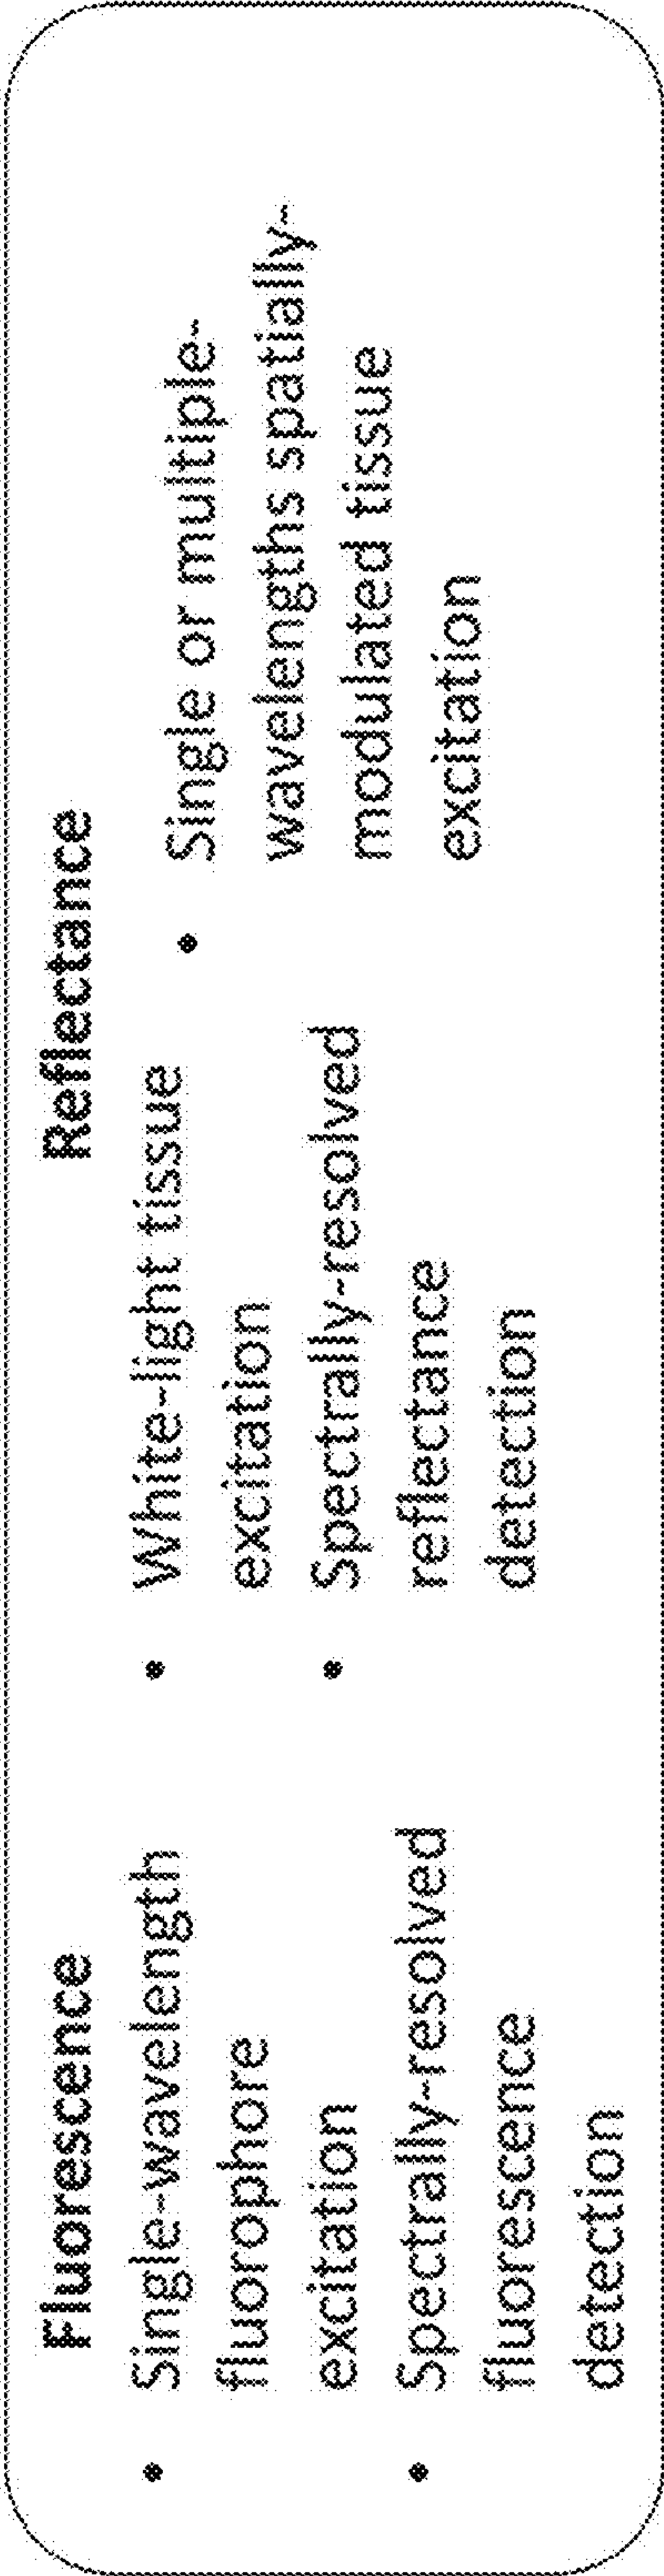 Fluorescence
• Single-wavelength
fluorophore
excitation
• Spectrally-resolved
fluorescence
detection
Reflectance
• White-light tissue
excitation
• Spectrally-resolved
reflectance
detection
• Single or multiple-
wavelengths spatially-
modulated tissue
excitation